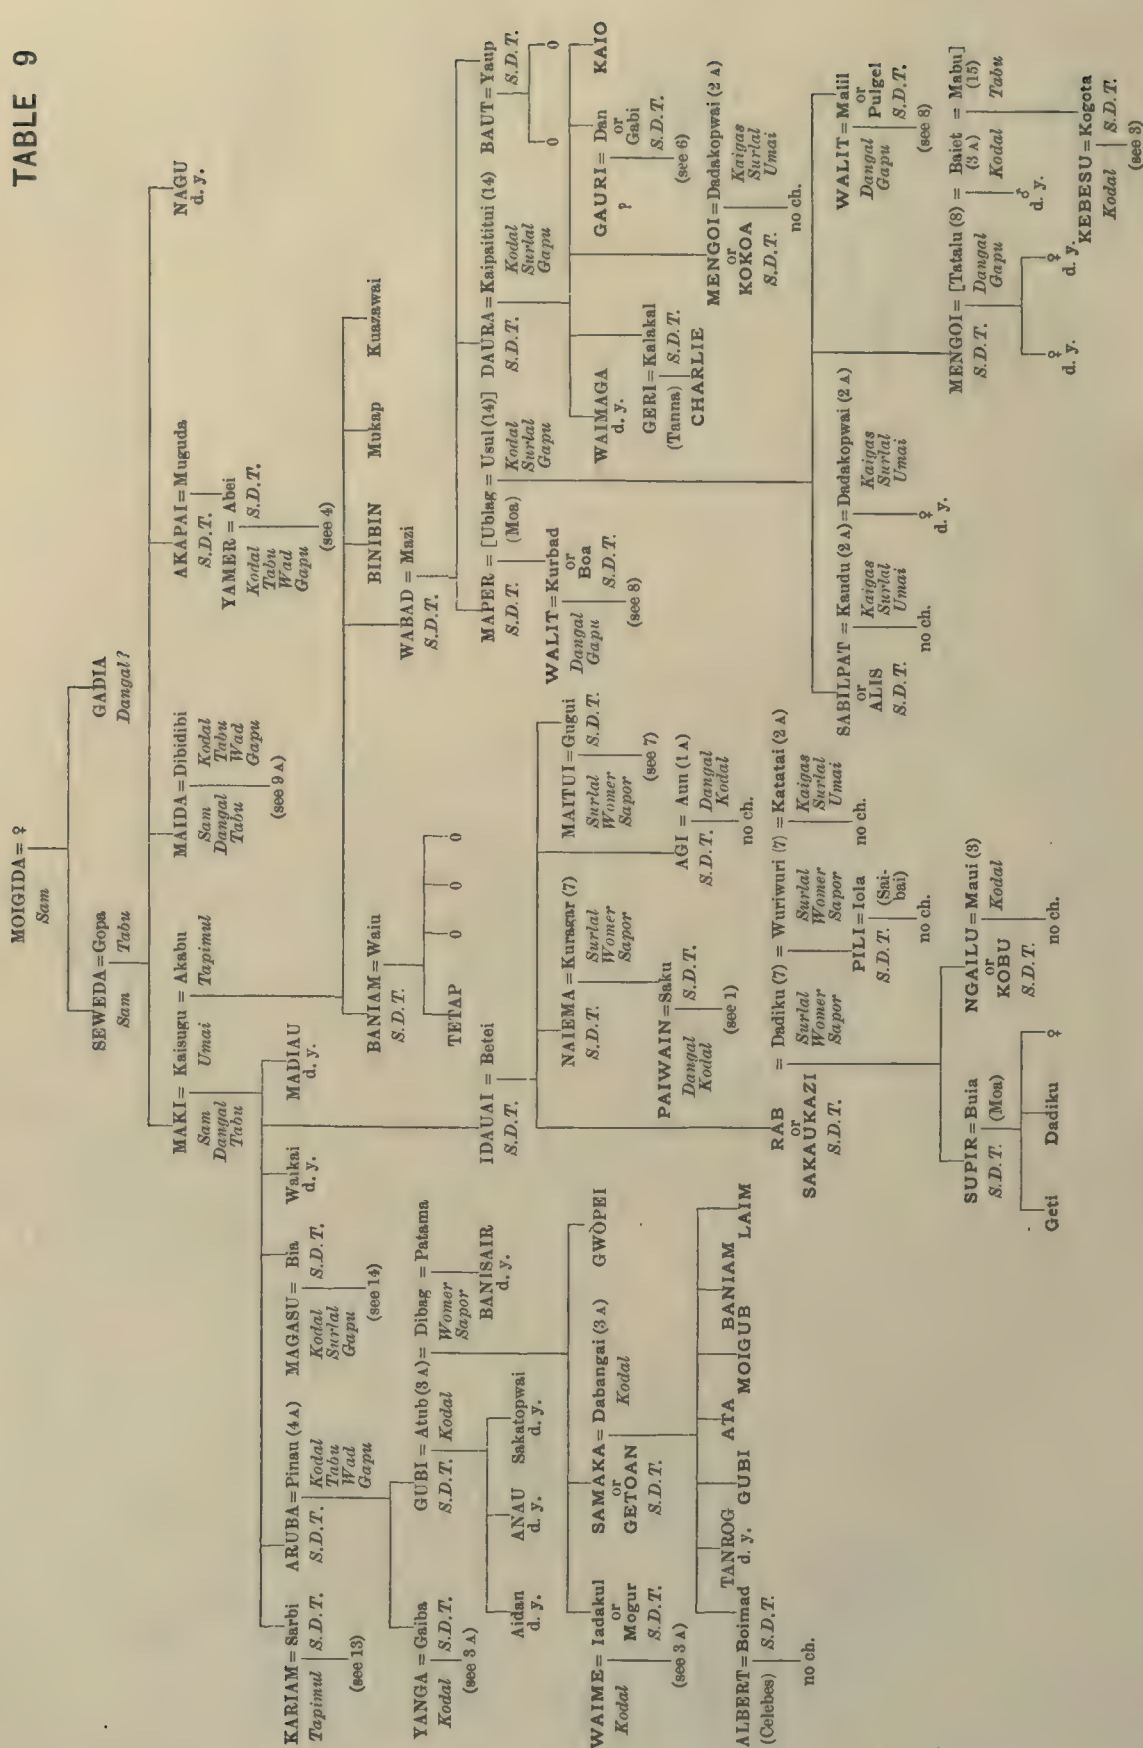 TABLE 9
MOIGIDA = ♀
Sam
SEWEDA = Gopa
Sam Tabu
GADIA
Dangal?
MAKI = Kaisugu = Akabu
Sam Umai Tapimul
Dangal
Tabu
MAIDA = Dibidibi
Sam Kodal
Dangal Tabu
Tabu Wad
Gapu
(see 9 A)
AKAPAI = Muguda
S.D.T.
YAMER = Abei
Kodal S.D.T.
Tabu
Wad
Gapu
(see 4)
NAGU
d. y.
KARIAM = Sarbi
Tapimul S.D.T.
(see 13)
ARUBA = Pinau (4 A)
S.D.T. Kodal
Tabu
Wad
Gapu
MAGASU = Bia
Kodal S.D.T.
Surlal
Gapu
(see 14)
Waikai
d. y.
IDAUAI = Betei
S.D.T.
MADIAU
d. y.
BANIAM = Waiu
S.D.T.
TETAP 0 0 0
WABAD = Mazi
S.D.T.
BINIBIN
Mukap
Kuazawai
YANGA = Gaiba
Kodal S.D.T.
(see 3 A)
GUBI = Atub (3 A) = Dibag = Patama
S.D.T. Kodal Womer
Sapor
BANISAIR
d. y.
Aidan
d. y.
ANAU
d. y.
Sakatopwai
d. y.
WAIME = Iadakul
or
Mogur
Kodal S.D.T.
(see 3 A)
SAMAKA = Dabangai (3 A)
or
GETOAN
S.D.T. Kodal
GWÒPEI
ALBERT = Boimad
(Celebes) S.D.T.
no ch.
TANROG
d. y.
GUBI
ATA
MOIGUB
BANIAM
LAIM
RAB = Dadiku (7) = Wuriwuri (7) = Katatai (2 A)
or
SAKAUKAZI
S.D.T. Surlal Surlal Kaigas
Womer Womer Surlal
Sapor Sapor Umai
no ch.
PILI = Iola
S.D.T. (Sai-
bai)
no ch.
NAIEMA = Kuragar (7)
S.D.T. Surlal
Womer
Sapor
PAIWAIN = Saku
Dangal S.D.T.
Kodal
(see 1)
AGI = Aun (1 A)
S.D.T. Dangal
Kodal
no ch.
MAITUI = Gugui
Surlal S.D.T.
Womer
Sapor
(see 7)
SUPIR = Buia
S.D.T. (Moa)
Geti Dadiku ♀
NGAILU = Maui (3)
or
KOBU
S.D.T. Kodal
no ch.
MAPER = [Ublag = Usul (14)]
S.D.T. (Moa) Kodal
Surlal
Gapu
WALIT = Kurbad
or
Boa
Dangal S.D.T.
Gapu
(see 8)
DAURA = Kaipaititui (14)
S.D.T. Kodal
Surlal
Gapu
BAUT = Yaup
S.D.T.
0 0
WAIMAGA
d. y.
GERI = Kalakal
(Tanna) S.D.T.
CHARLIE
MENGOI = Dadakopwai (2 A)
or
KOKOA
S.D.T. Kaigas
Surlal
Umai
no ch.
GAURI = Dan
or
Gabi
? S.D.T.
(see 6)
KAIO
SABILPAT = Kaudu (2 A) = Dadakopwai (2 A)
or
ALIS
S.D.T. Kaigas Kaigas
Surlal Surlal
Umai Umai
no ch. ♀
d. y.
MENGOI = [Tatalu (8) = Baiet (3 A) = Mabu] (15)
S.D.T. Dangal Kodal Tabu
Gapu
♀
d. y.
♀
d. y.
♂
d. y.
KEBESU = Kogota
Kodal S.D.T.
(see 3)
WALIT = Malil
or
Pulgel
Dangal S.D.T.
Gapu
(see 8)